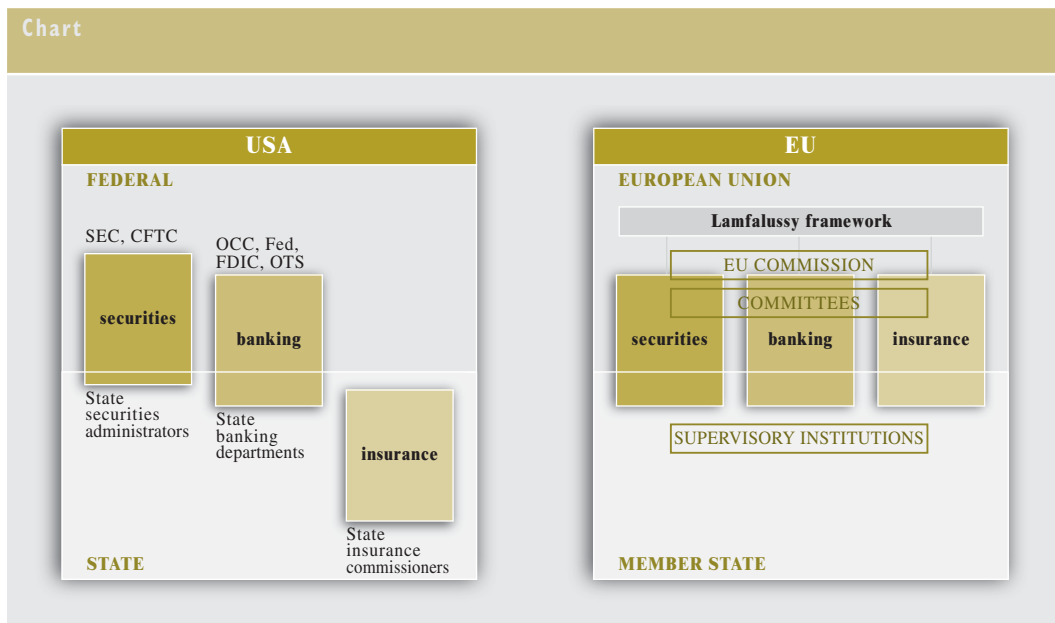 Chart
USA
FEDERAL
SEC, CFTC
securities
State
securities
administrators
OCC, Fed,
FDIC, OTS
banking
State
banking
departments
insurance
State
insurance
commissioners
STATE
EU
EUROPEAN UNION
Lamfalussy framework
EU COMMISSION
COMMITTEES
securities
banking
insurance
SUPERVISORY INSTITUTIONS
MEMBER STATE